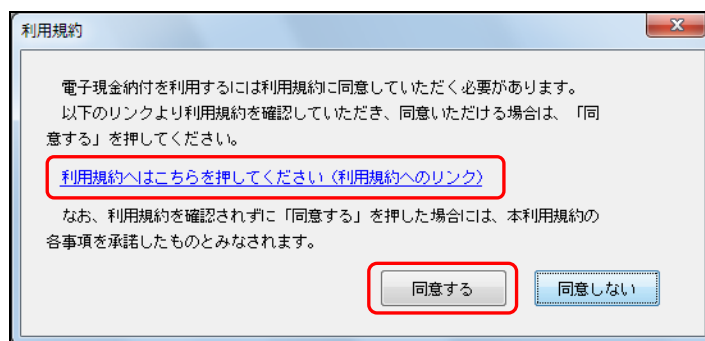 利用規約
電子現金納付を利用するには利用規約に同意していただく必要があります。
以下のリンクより利用規約を確認していただき、同意いただける場合は、「同
意する」を押してください。
利用規約へはこちらを押してください（利用規約へのリンク）
なお、利用規約を確認されずに「同意する」を押した場合には、本利用規約の
各事項を承諾したものとみなされます。
同意する
同意しない